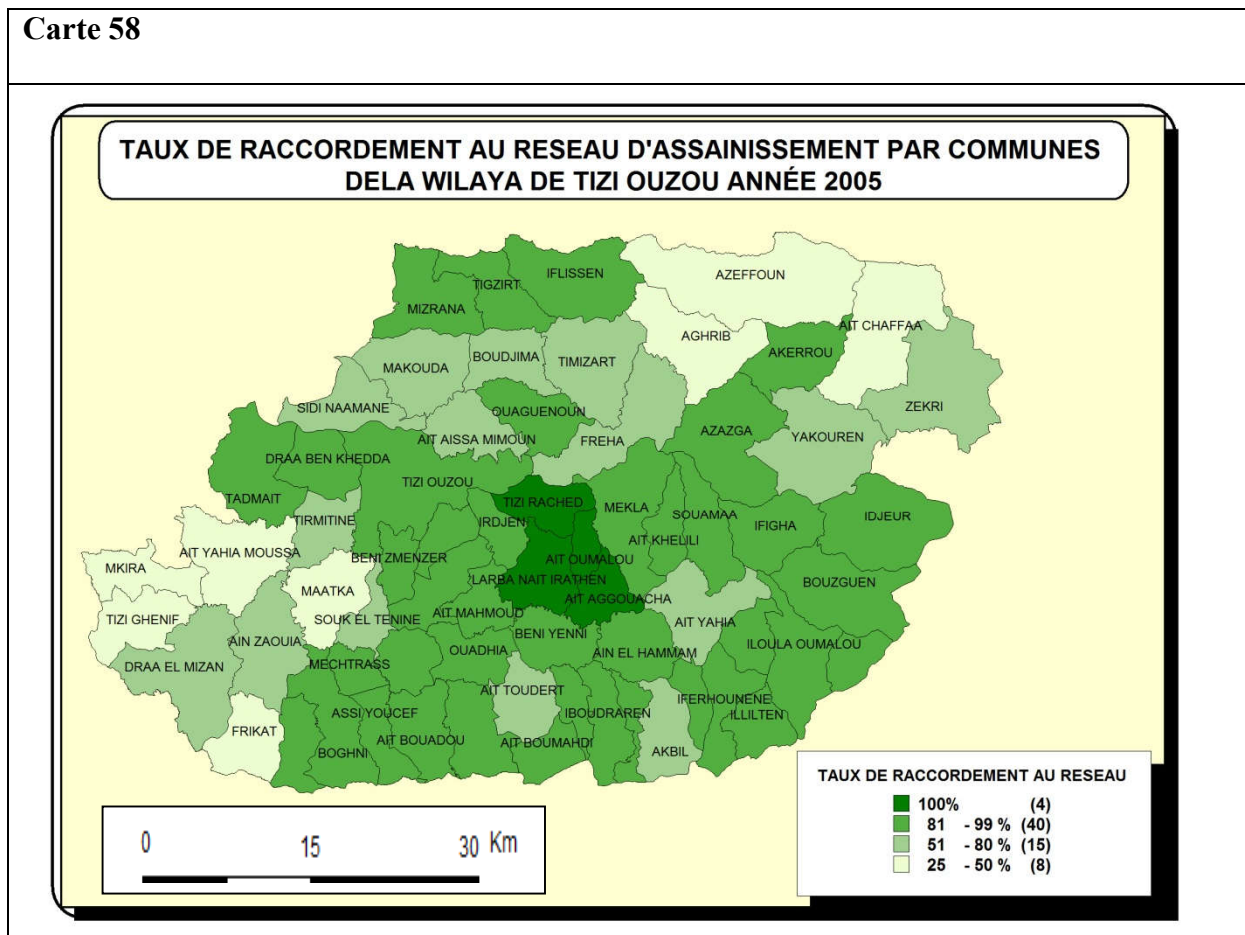 Carte 58
TAUX DE RACCORDEMENT AU RESEAU D'ASSAINISSEMENT PAR COMMUNES
DELA WILAYA DE TIZI OUZOU ANNÉE 2005
IFLISSEN
AZEFFOUN
TIGZIRT
MIZRANA
AIT CHAFFAA
AGHRIB
AKERROU
BOUDJIMA
TIMIZART
MAKOUDA
ZEKRI
SIDI NAAMANE
OUAGUENOUN
AZAZGA
YAKOUREN
AIT AISSA MIMOUN
FREHA
DRAA BEN KHEDDA
TIZI OUZOU
TADMAIT
TIZI RACHED
MEKLA
SOUAMAA
IDJEUR
TIRMITINE
IRDJEN
IFIGHA
AIT YAHIA MOUSSA
BENI ZMENZER
AIT OUMALOU
AIT KHELILI
MKIRA
LARBA NAIT IRATHEN
BOUZGUEN
MAATKA
AIT AGGOUACHA
TIZI GHENIF
SOUK EL TENINE
AIT MAHMOUD
AIT YAHIA
AIN ZAOUIA
BENI YENNI
ILOULA OUMALOU
DRAA EL MIZAN
MECHTRASS
OUADHIA
AIN EL HAMMAM
AIT TOUDERT
IFERHOUNENE
ASSI YOUCEF
IBOUDRAREN
ILLILTEN
FRIKAT
AIT BOUADOU
AIT BOUMAHDI
BOGHNI
AKBIL
TAUX DE RACCORDEMENT AU RESEAU
100% (4)
81 - 99 % (40)
51 - 80 % (15)
25 - 50 % (8)
0 15 30 Km